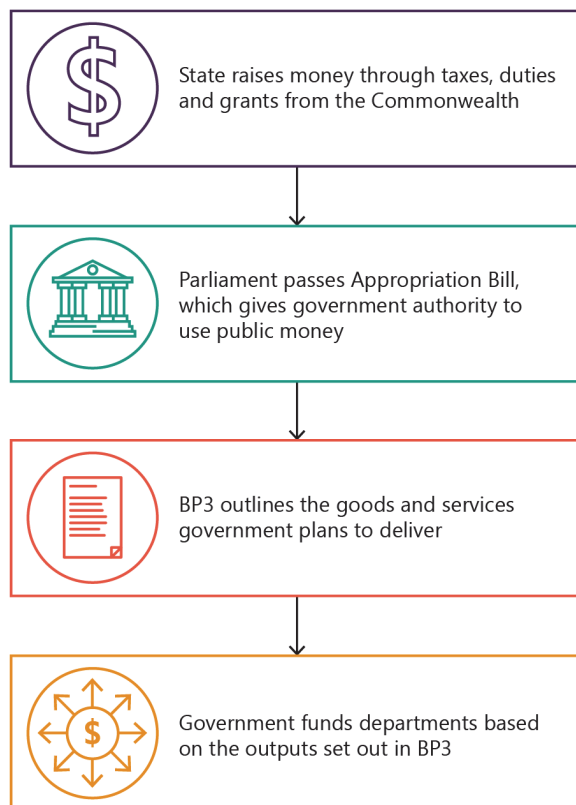 $
State raises money through taxes, duties
and grants from the Commonwealth
Parliament passes Appropriation Bill,
which gives government authority to
use public money
BP3 outlines the goods and services
government plans to deliver
$
Government funds departments based
on the outputs set out in BP3